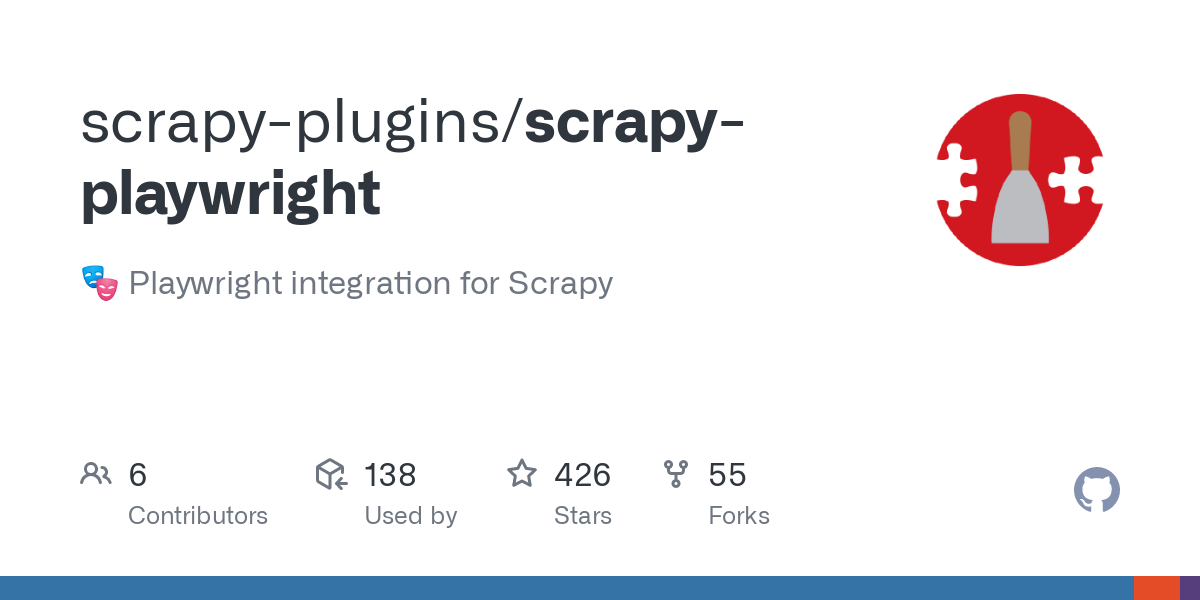 scrapy-plugins/scrapy-
playwright
Playwright integration for Scrapy
6 138 426 55
Contributors Used by Stars Forks